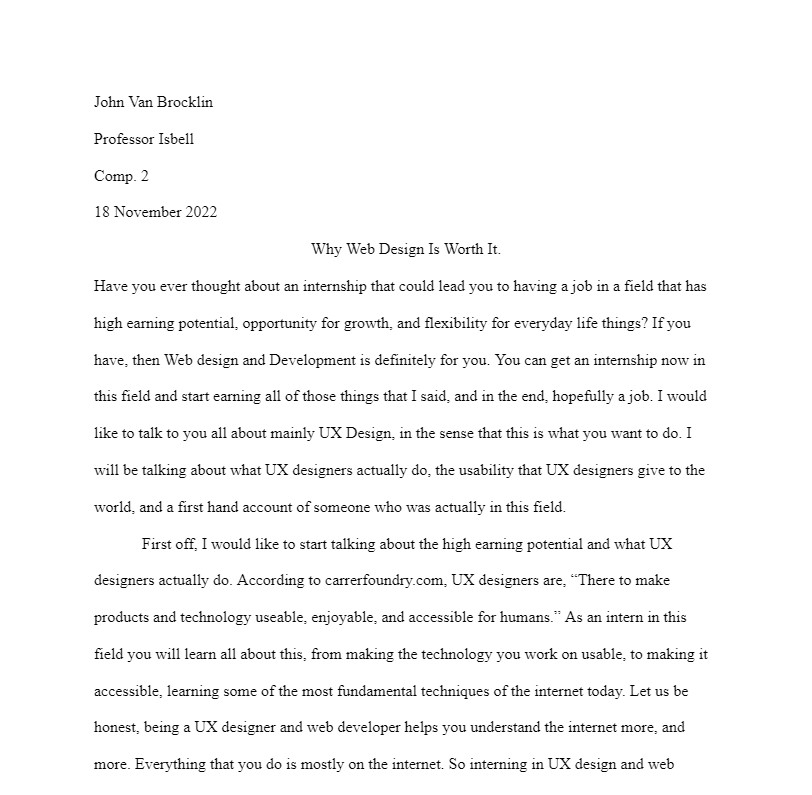 John Van Brocklin
Professor Isbell
Comp. 2
18 November 2022
Why Web Design Is Worth It.
Have you ever thought about an internship that could lead you to having a job in a field that has
high earning potential, opportunity for growth, and flexibility for everyday life things? If you
have, then Web design and Development is definitely for you. You can get an internship now in
this field and start earning all of those things that I said, and in the end, hopefully a job. I would
like to talk to you all about mainly UX Design, in the sense that this is what you want to do. I
will be talking about what UX designers actually do, the usability that UX designers give to the
world, and a first hand account of someone who was actually in this field.
First off, I would like to start talking about the high earning potential and what UX
designers actually do. According to carrerfoundry.com, UX designers are, “There to make
products and technology useable, enjoyable, and accessible for humans.” As an intern in this
field you will learn all about this, from making the technology you work on usable, to making it
accessible, learning some of the most fundamental techniques of the internet today. Let us be
honest, being a UX designer and web developer helps you understand the internet more, and
more. Everything that you do is mostly on the internet. So interning in UX design and web